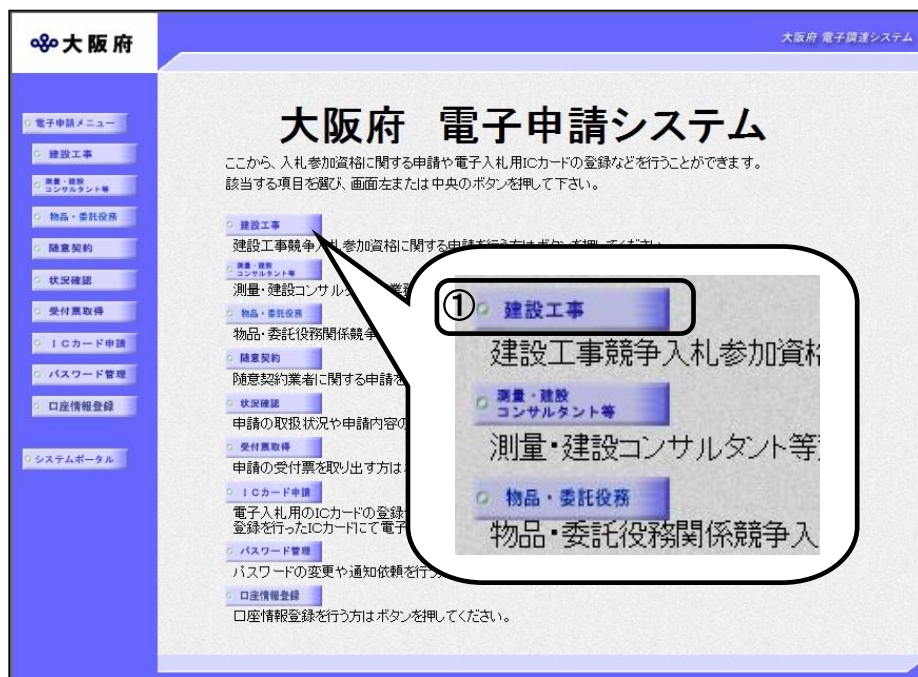 大阪府
大阪府 電子調達システム
電子申請メニュー
建設工事
測量・建設
コンサルタント等
物品・委託役務
随意契約
状況確認
受付票取得
ICカード申請
パスワード管理
口座情報登録
システムポータル
大阪府 電子申請システム
ここから、入札参加資格に関する申請や電子入札用ICカードの登録などを行うことができます。
該当する項目を選び、画面左または中央のボタンを押して下さい。
建設工事
建設工事競争入札参加資格に関する申請を行う方はボタンを押してください。
測量・建設
コンサルタント等
測量・建設コンサル
物品・委託役務
物品・委託役務関係競争
随意契約
随意契約業者に関する申請を
状況確認
申請の取扱状況や申請内容の
受付票取得
申請の受付票を取り出す方は
ICカード申請
電子入札用のICカードの登録
登録を行ったICカードにて電子
パスワード管理
パスワードの変更や通知依頼を行う
口座情報登録
口座情報登録を行う方はボタンを押してください。
① 建設工事
建設工事競争入札参加資格
測量・建設
コンサルタント等
測量・建設コンサルタント等
物品・委託役務
物品・委託役務関係競争入